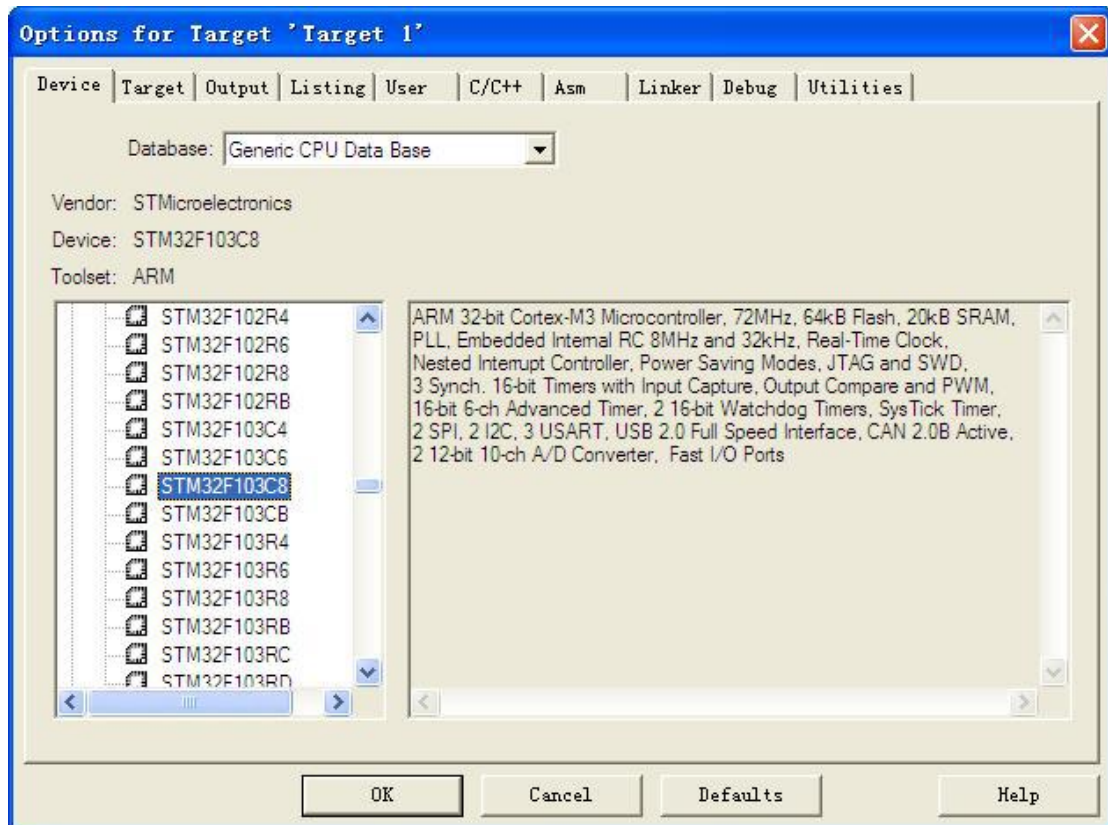 Options for Target 'Target 1'
Device Target Output Listing User C/C++ Asm Linker Debug Utilities
Database: Generic CPU Data Base
Vendor: STMicroelectronics
Device: STM32F103C8
Toolset: ARM
STM32F102R4
STM32F102R6
STM32F102R8
STM32F102RB
STM32F103C4
STM32F103C6
STM32F103C8
STM32F103CB
STM32F103R4
STM32F103R6
STM32F103R8
STM32F103RB
STM32F103RC
STM32F103RD
ARM 32-bit Cortex-M3 Microcontroller, 72MHz, 64kB Flash, 20kB SRAM,
PLL, Embedded Internal RC 8MHz and 32kHz, Real-Time Clock,
Nested Interrupt Controller, Power Saving Modes, JTAG and SWD,
3 Synch. 16-bit Timers with Input Capture, Output Compare and PWM,
16-bit 6-ch Advanced Timer, 2 16-bit Watchdog Timers, SysTick Timer,
2 SPI, 2 I2C, 3 USART, USB 2.0 Full Speed Interface, CAN 2.0B Active,
2 12-bit 10-ch A/D Converter, Fast I/O Ports
OK Cancel Defaults Help